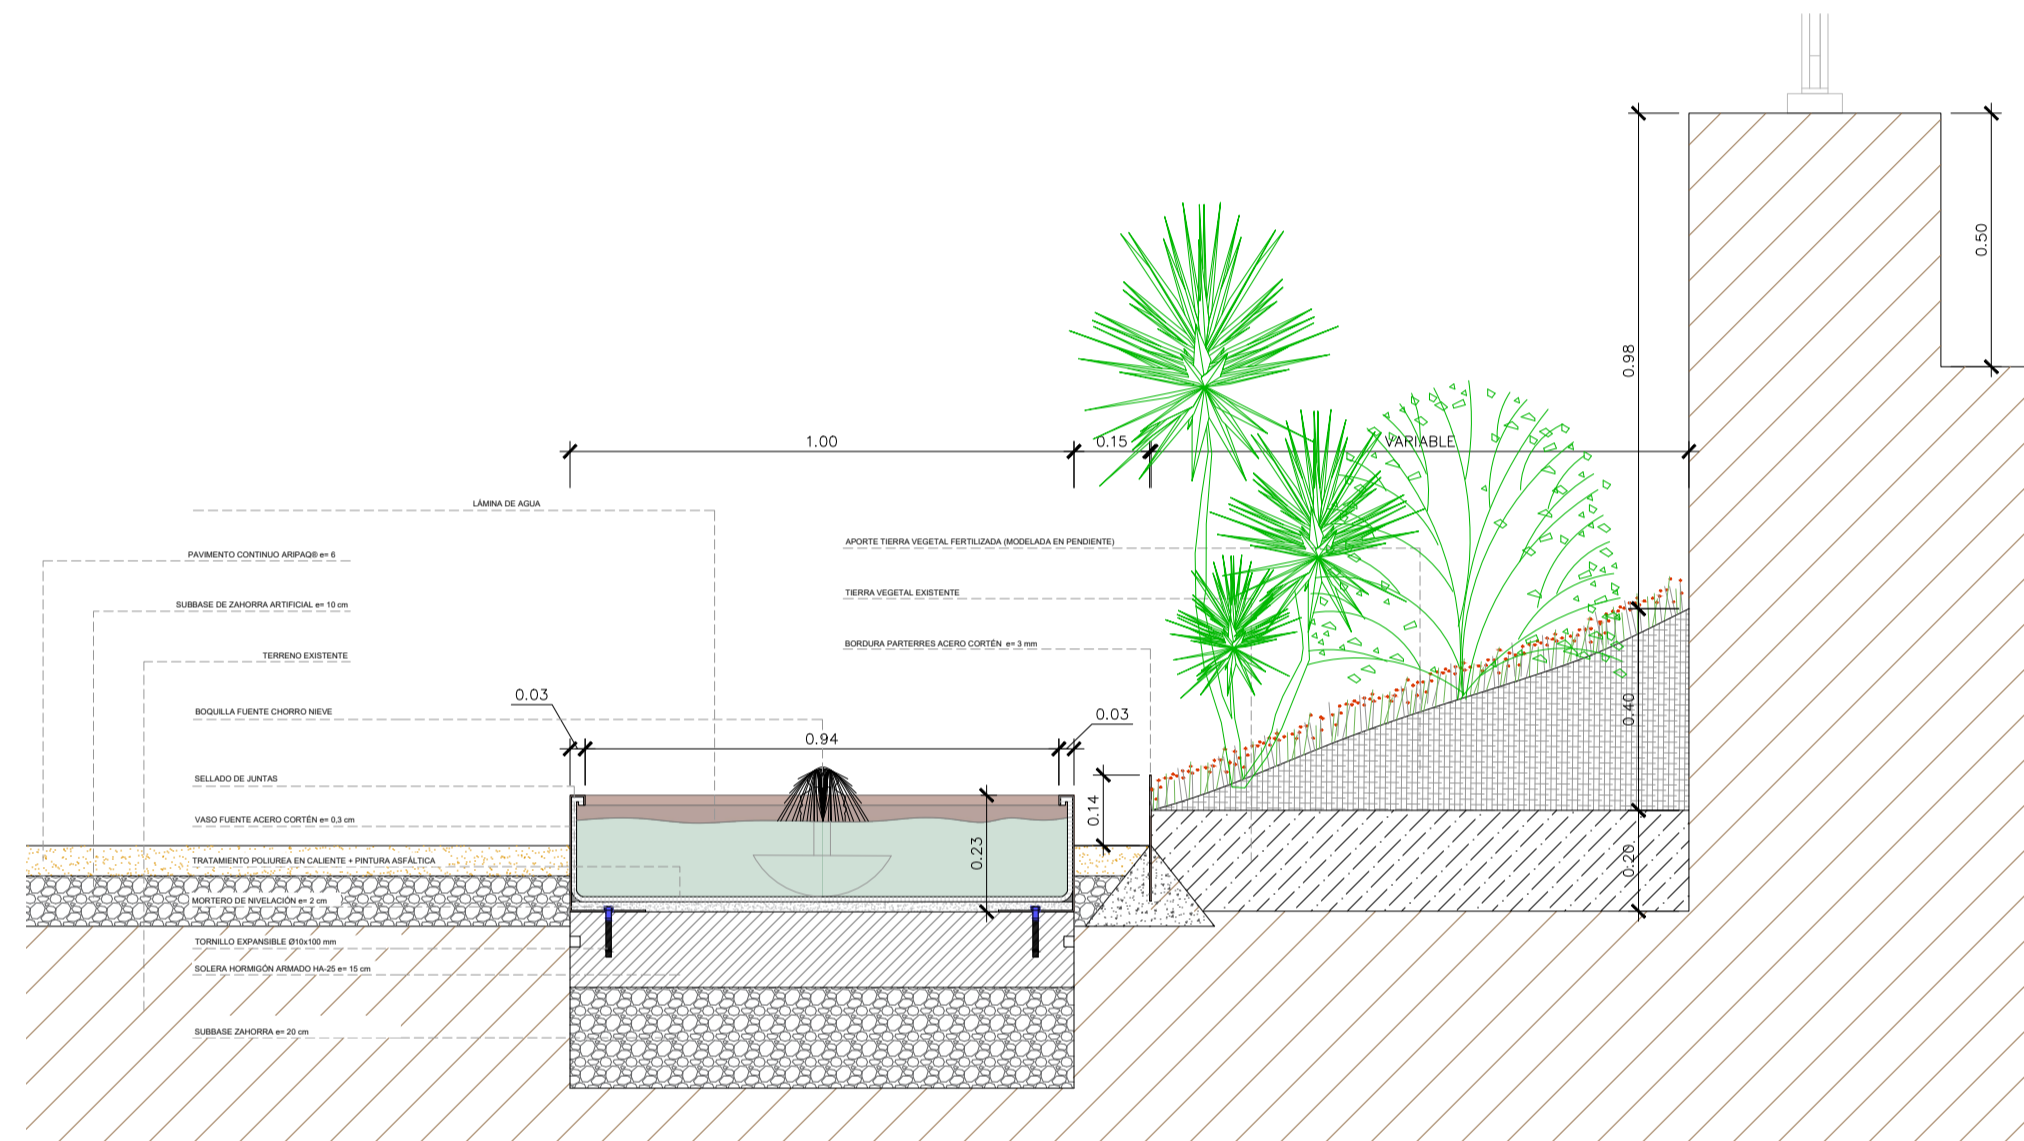 0.50
0.98
1.00
0.15
VARIABLE
LÁMINA DE AGUA
PAVIMENTO CONTINUO ARIPAQ® e= 6
APORTE TIERRA VEGETAL FERTILIZADA (MODELADA EN PENDIENTE)
SUBBASE DE ZAHORRA ARTIFICIAL e= 10 cm
TIERRA VEGETAL EXISTENTE
TERRENO EXISTENTE
BORDURA PARTERRES ACERO CORTÉN e= 3 mm
0.03
BOQUILLA FUENTE CHORRO NIEVE
0.03
0.40
0.94
SELLADO DE JUNTAS
0.14
VASO FUENTE ACERO CORTÉN e= 0,3 cm
0.23
0.20
TRATAMIENTO POLIUREA EN CALIENTE + PINTURA ASFÁLTICA
MORTERO DE NIVELACIÓN e= 2 cm
TORNILLO EXPANSIBLE Ø10x100 mm
SOLERA HORMIGÓN ARMADO HA-25 e= 15 cm
SUBBASE ZAHORRA e= 20 cm